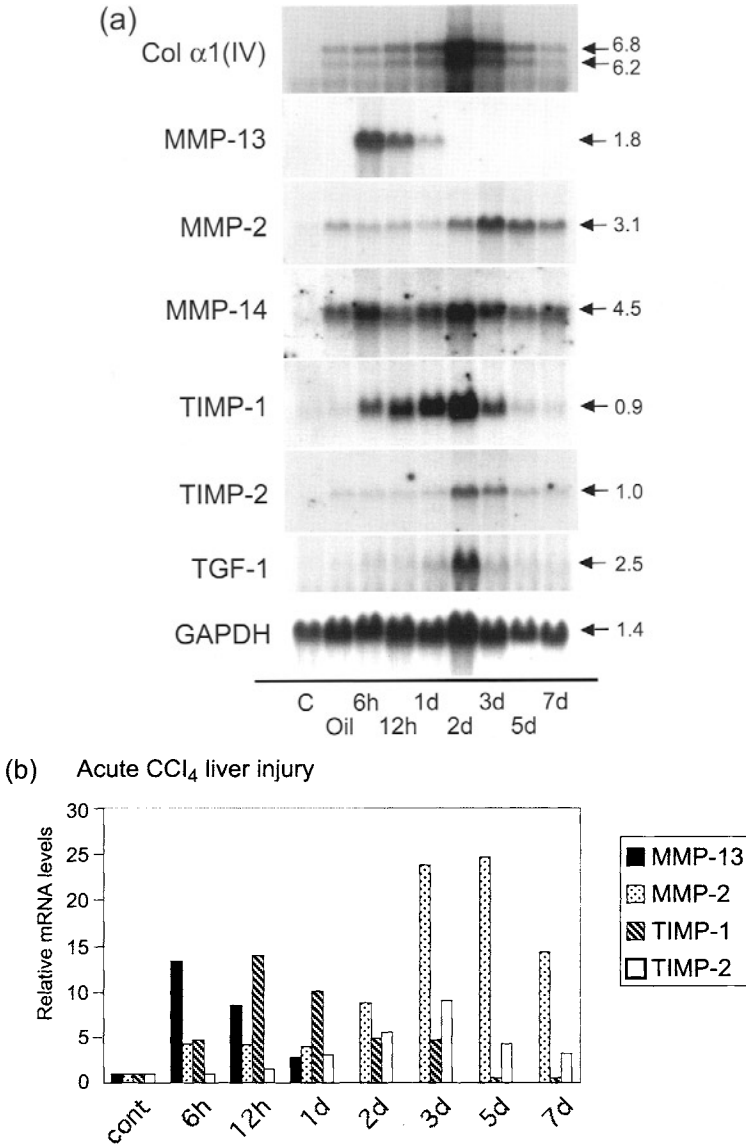 (a)
Col α1(IV)
6.8
6.2
MMP-13
1.8
MMP-2
3.1
MMP-14
4.5
TIMP-1
0.9
TIMP-2
1.0
TGF-1
2.5
GAPDH
1.4
C 6h 1d 3d 7d
Oil 12h 2d 5d
(b) Acute CCl₄ liver injury
Relative mRNA levels
30
25
20
15
10
5
0
cont 6h 12h 1d 2d 3d 5d 7d
MMP-13
MMP-2
TIMP-1
TIMP-2